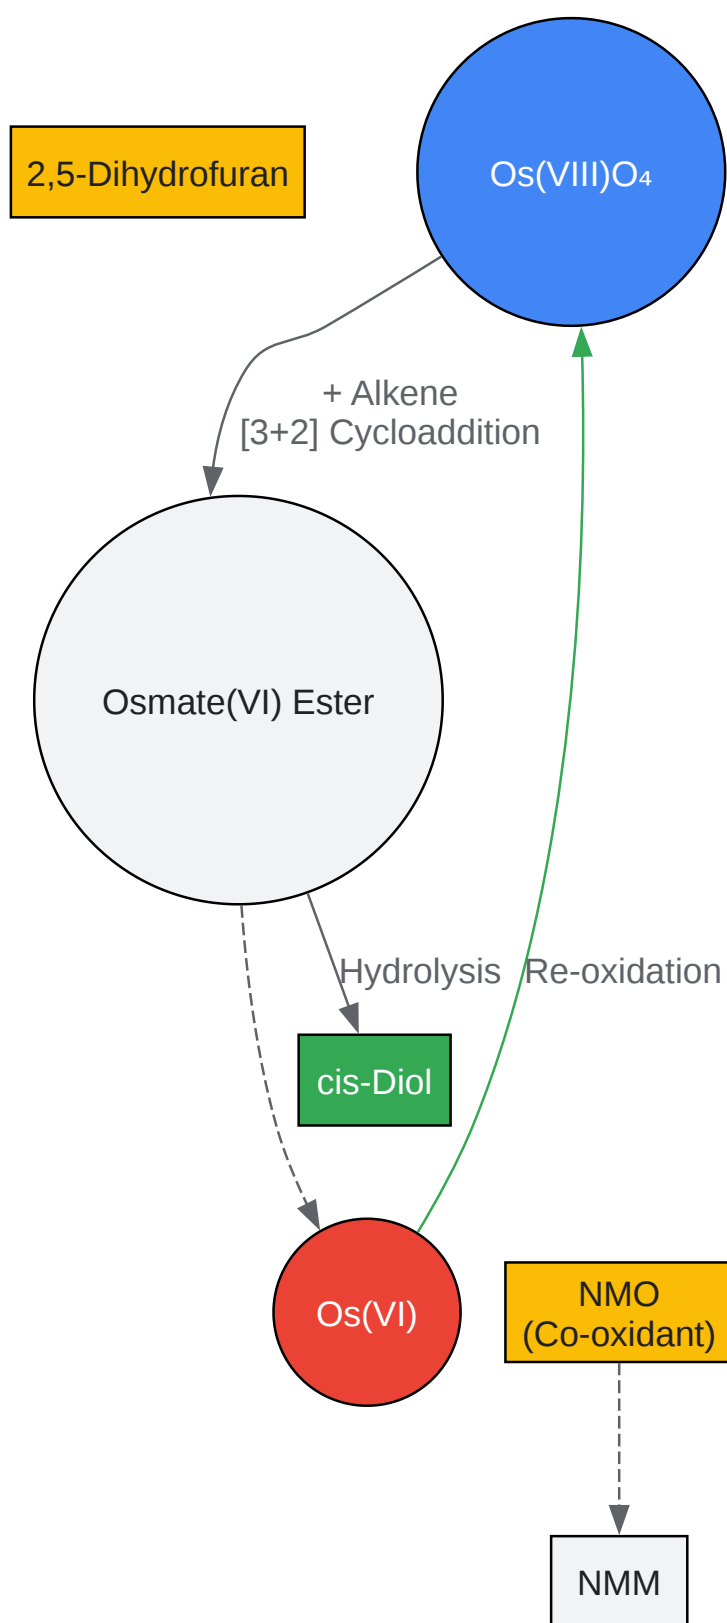 2,5-Dihydrofuran
Os(VIII)O₄
+ Alkene
[3+2] Cycloaddition
Osmate(VI) Ester
Hydrolysis
Re-oxidation
cis-Diol
Os(VI)
NMO
(Co-oxidant)
NMM